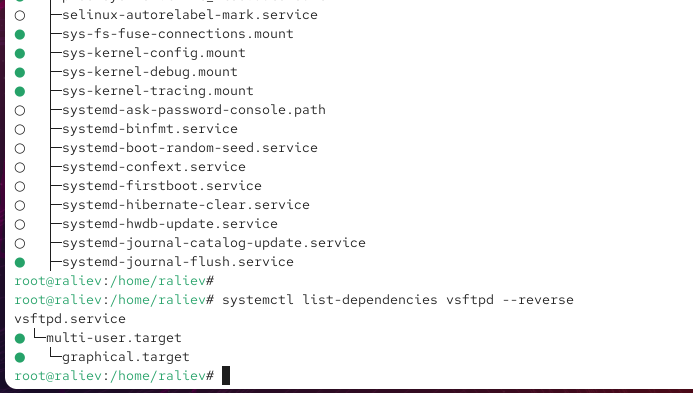 ○ ├─selinux-autorelabel-mark.service
● ├─sys-fs-fuse-connections.mount
● ├─sys-kernel-config.mount
● ├─sys-kernel-debug.mount
● ├─sys-kernel-tracing.mount
○ ├─systemd-ask-password-console.path
○ ├─systemd-binfmt.service
○ ├─systemd-boot-random-seed.service
○ ├─systemd-confext.service
○ ├─systemd-firstboot.service
○ ├─systemd-hibernate-clear.service
○ ├─systemd-hwdb-update.service
○ ├─systemd-journal-catalog-update.service
● ├─systemd-journal-flush.service
root@raliev:/home/raliev#
root@raliev:/home/raliev# systemctl list-dependencies vsftpd --reverse
vsftpd.service
● └─multi-user.target
●   └─graphical.target
root@raliev:/home/raliev#